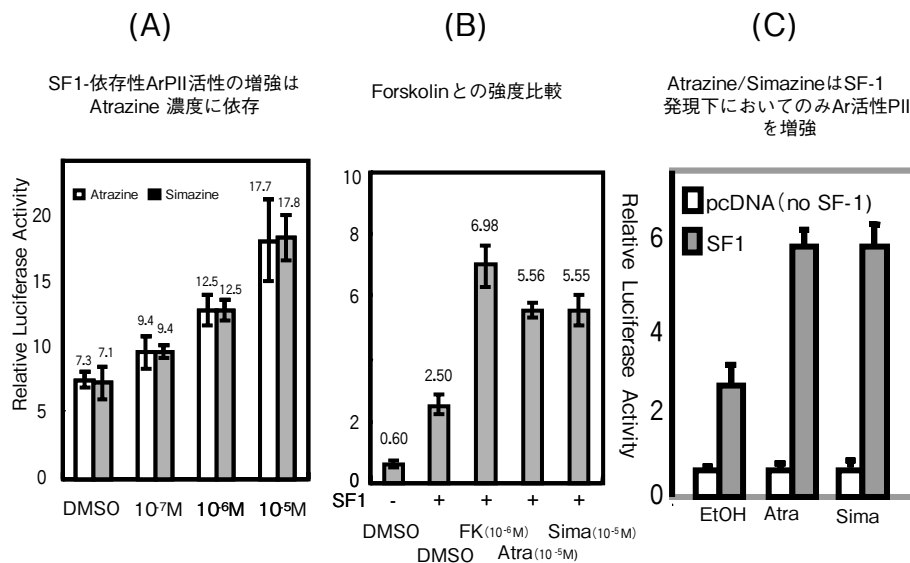 (A)
SF1-依存性ArPII活性の増強は
Atrazine 濃度に依存
Relative Luciferase Activity
20
15
10
5
0
Atrazine Simazine
7.3 7.1
9.4 9.4
12.5 12.5
17.7 17.8
DMSO 10-7M 10-6M 10-5M
(B)
Forskolinとの強度比較
10
8
6
2
0
0.60
2.50
6.98
5.56
5.55
SF1 - + + + +
DMSO FK(10-6M) Sima(10-5M)
DMSO Atra(10-5M)
(C)
Atrazine/SimazineはSF-1
発現下においてのみAr活性PII
を増強
Relative Luciferase Activity
6
4
2
0
pcDNA(no SF-1)
SF1
EtOH Atra Sima